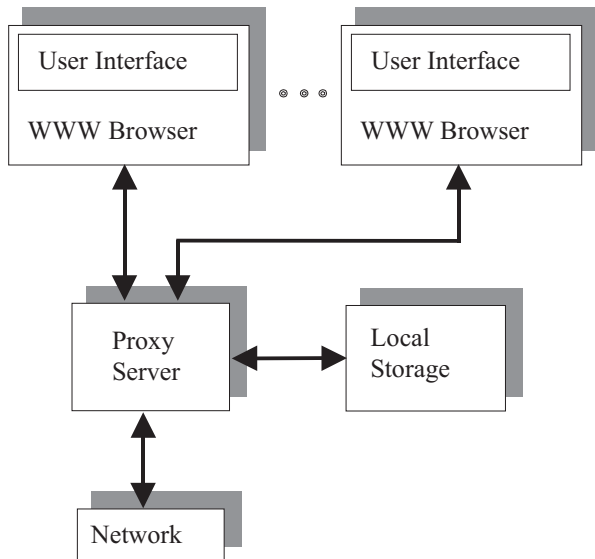 User Interface
WWW Browser
User Interface
WWW Browser
Proxy
Server
Local
Storage
Network